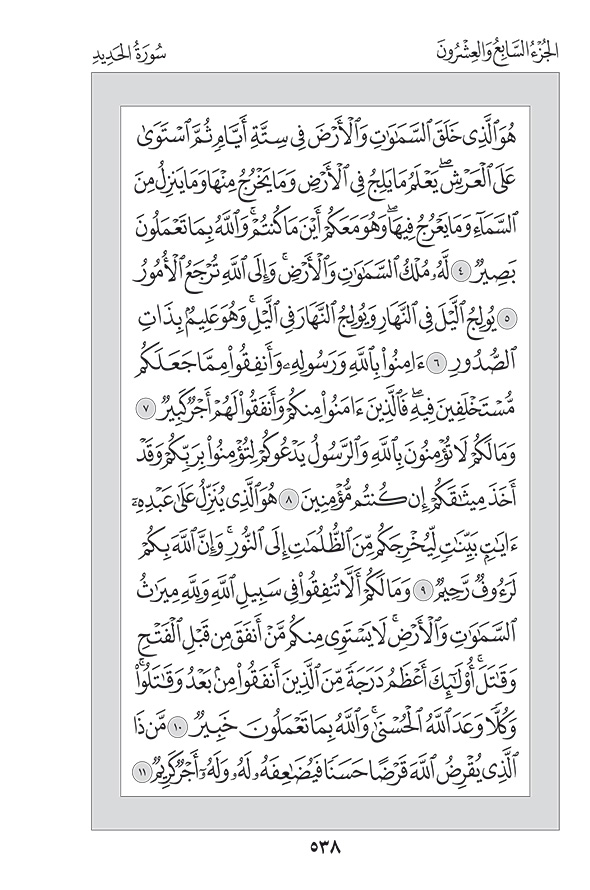 الجُزْءُ السَّابِعُ وَالعِشْرُونَ
سُورَةُ الحَدِيدِ
هُوَ ٱلَّذِى خَلَقَ ٱلسَّمَٰوَٰتِ وَٱلْأَرْضَ فِى سِتَّةِ أَيَّامٍ ثُمَّ ٱسْتَوَىٰ
عَلَى ٱلْعَرْشِ ۖ يَعْلَمُ مَا يَلِجُ فِى ٱلْأَرْضِ وَمَا يَخْرُجُ مِنْهَا وَمَا يَنزِلُ مِنَ
ٱلسَّمَآءِ وَمَا يَعْرُجُ فِيهَا ۖ وَهُوَ مَعَكُمْ أَيْنَ مَا كُنتُمْ ۚ وَٱللَّهُ بِمَا تَعْمَلُونَ
بَصِيرٌ ٤ لَّهُۥ مُلْكُ ٱلسَّمَٰوَٰتِ وَٱلْأَرْضِ ۚ وَإِلَى ٱللَّهِ تُرْجَعُ ٱلْأُمُورُ
٥ يُولِجُ ٱلَّيْلَ فِى ٱلنَّهَارِ وَيُولِجُ ٱلنَّهَارَ فِى ٱلَّيْلِ ۚ وَهُوَ عَلِيمٌۢ بِذَاتِ
ٱلصُّدُورِ ٦ ءَامِنُوا۟ بِٱللَّهِ وَرَسُولِهِۦ وَأَنفِقُوا۟ مِمَّا جَعَلَكُم
مُّسْتَخْلَفِينَ فِيهِ ۖ فَٱلَّذِينَ ءَامَنُوا۟ مِنكُمْ وَأَنفَقُوا۟ لَهُمْ أَجْرٌ كَبِيرٌ ٧
وَمَا لَكُمْ لَا تُؤْمِنُونَ بِٱللَّهِ وَٱلرَّسُولُ يَدْعُوكُمْ لِتُؤْمِنُوا۟ بِرَبِّكُمْ وَقَدْ
أَخَذَ مِيثَٰقَكُمْ إِن كُنتُم مُّؤْمِنِينَ ٨ هُوَ ٱلَّذِى يُنَزِّلُ عَلَىٰ عَبْدِهِۦٓ
ءَايَٰتٍۭ بَيِّنَٰتٍ لِّيُخْرِجَكُم مِّنَ ٱلظُّلُمَٰتِ إِلَى ٱلنُّورِ ۚ وَإِنَّ ٱللَّهَ بِكُمْ
لَرَءُوفٌ رَّحِيمٌ ٩ وَمَا لَكُمْ أَلَّا تُنفِقُوا۟ فِى سَبِيلِ ٱللَّهِ وَلِلَّهِ مِيرَٰثُ
ٱلسَّمَٰوَٰتِ وَٱلْأَرْضِ ۚ لَا يَسْتَوِى مِنكُم مَّنْ أَنفَقَ مِن قَبْلِ ٱلْفَتْحِ
وَقَٰتَلَ ۚ أُو۟لَٰٓئِكَ أَعْظَمُ دَرَجَةً مِّنَ ٱلَّذِينَ أَنفَقُوا۟ مِنۢ بَعْدُ وَقَٰتَلُوا۟ ۚ
وَكُلًّا وَعَدَ ٱللَّهُ ٱلْحُسْنَىٰ ۚ وَٱللَّهُ بِمَا تَعْمَلُونَ خَبِيرٌ ١٠ مَّن ذَا
ٱلَّذِى يُقْرِضُ ٱللَّهَ قَرْضًا حَسَنًا فَيُضَٰعِفَهُۥ لَهُۥ وَلَهُۥٓ أَجْرٌ كَرِيمٌ ١١
٥٣٨